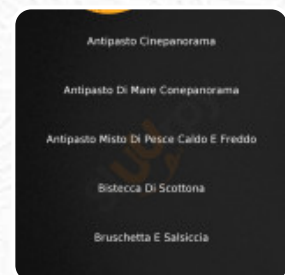 Antipasto Cinepanorama
Antipasto Di Mare Conepanorama
Antipasto Misto Di Pesce Caldo E Freddo
Bistecca Di Scottona
Bruschetta E Salsiccia